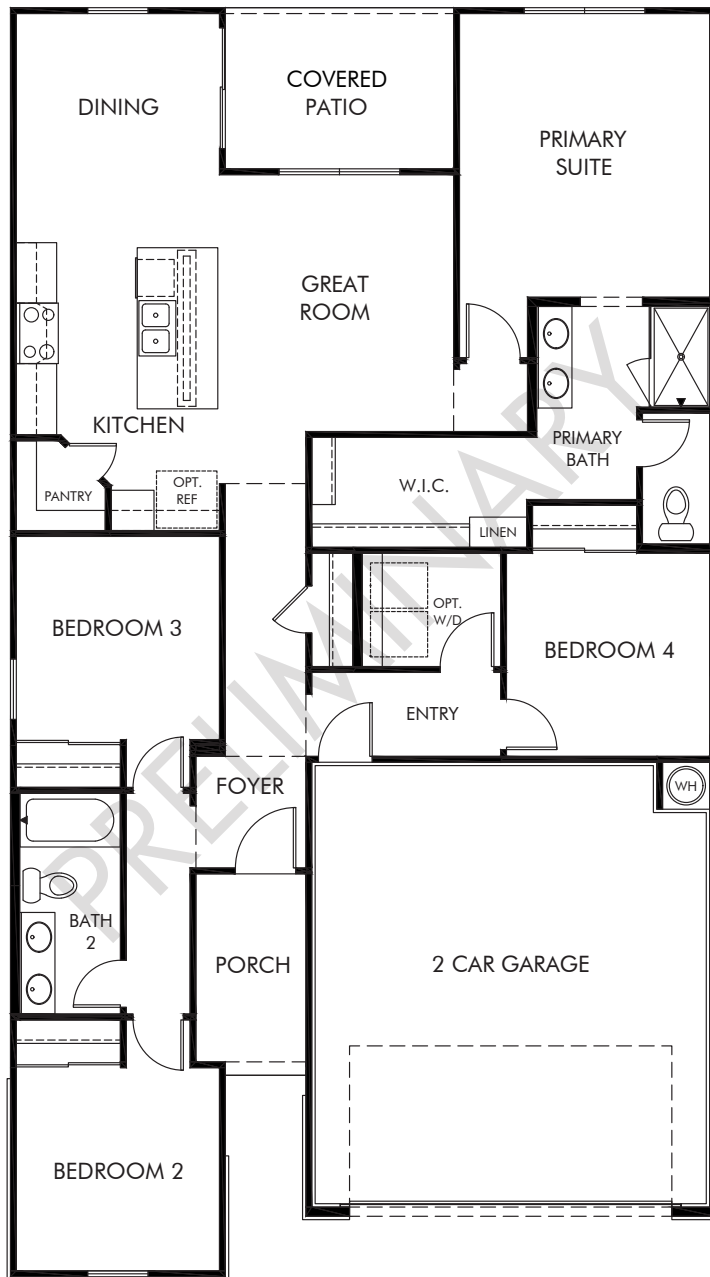 DINING
COVERED
PATIO
PRIMARY
SUITE
GREAT
ROOM
KITCHEN
PRIMARY
BATH
PANTRY
OPT.
REF
W.I.C.
LINEN
BEDROOM 3
OPT.
W/D
BEDROOM 4
ENTRY
FOYER
WH
BATH
2
PORCH
2 CAR GARAGE
BEDROOM 2
PRELIMINARY